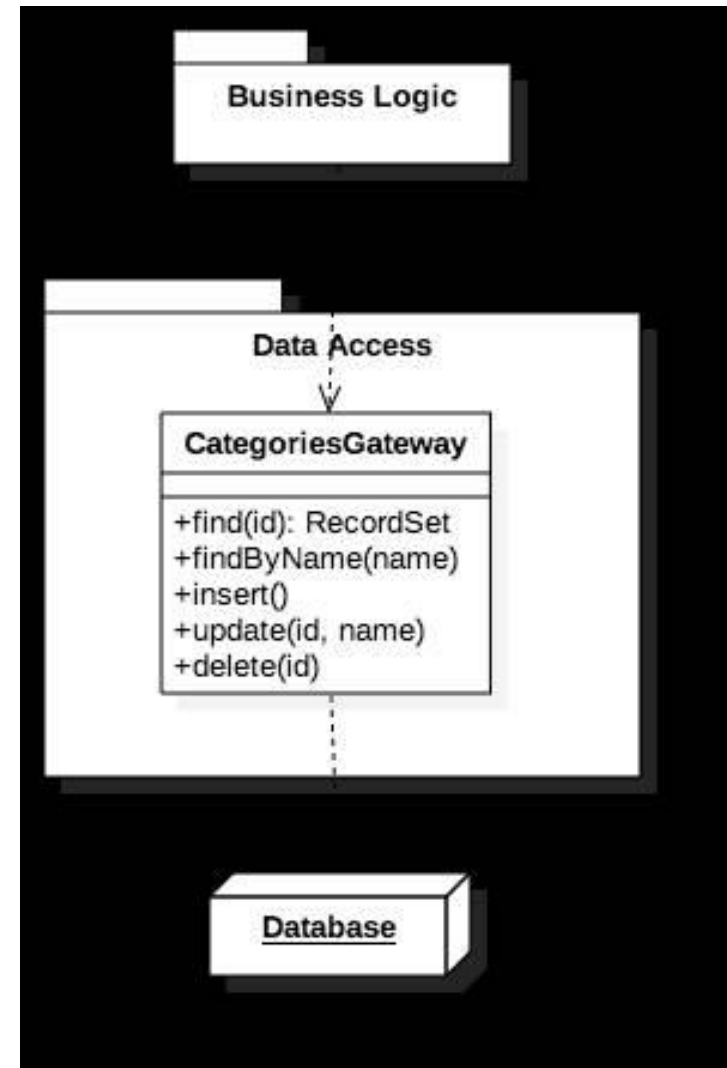 Business Logic
Data Access
CategoriesGateway
+find(id): RecordSet
+findByName(name)
+insert()
+update(id, name)
+delete(id)
Database